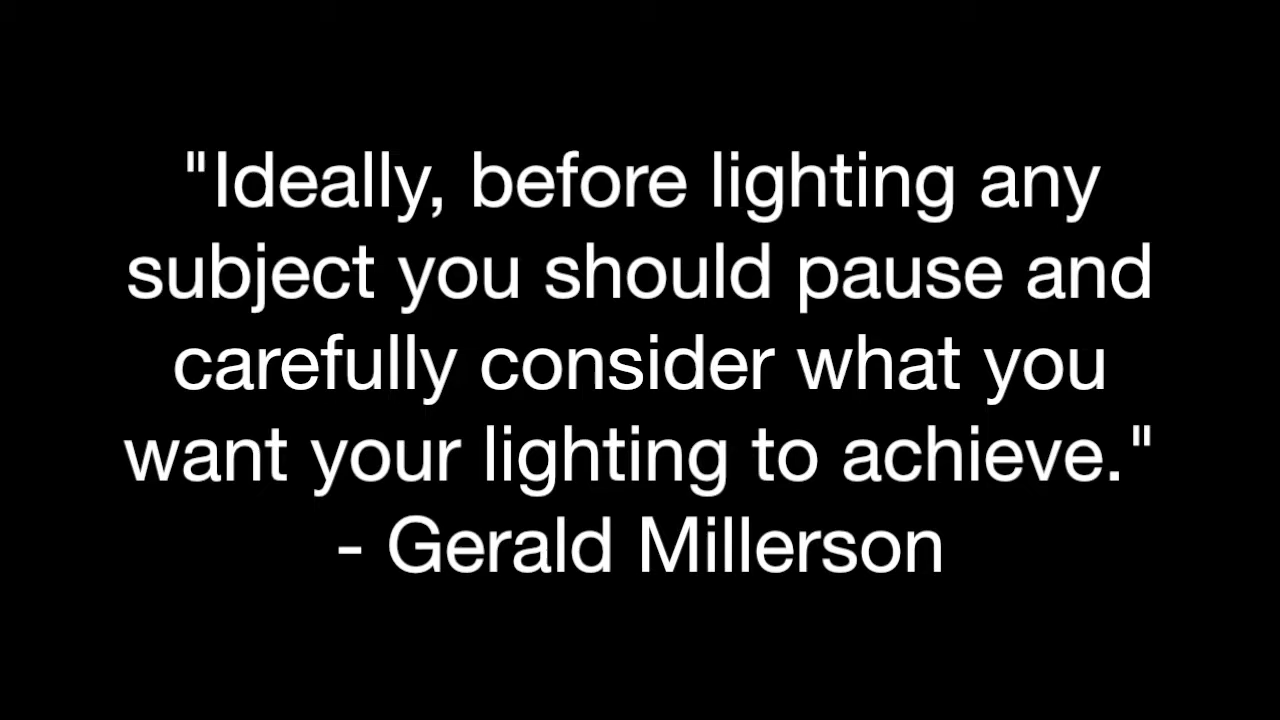 "Ideally, before lighting any
subject you should pause and
carefully consider what you
want your lighting to achieve."
- Gerald Millerson